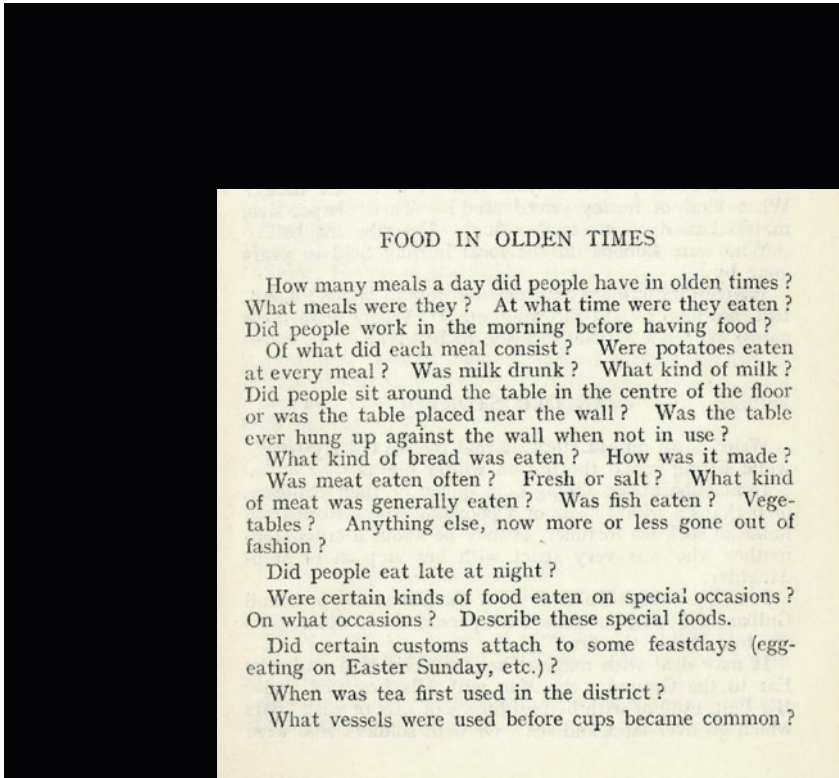 FOOD IN OLDEN TIMES
How many meals a day did people have in olden times ?
What meals were they ? At what time were they eaten ?
Did people work in the morning before having food ?
Of what did each meal consist ? Were potatoes eaten
at every meal ? Was milk drunk ? What kind of milk ?
Did people sit around the table in the centre of the floor
or was the table placed near the wall ? Was the table
ever hung up against the wall when not in use ?
What kind of bread was eaten ? How was it made ?
Was meat eaten often ? Fresh or salt ? What kind
of meat was generally eaten ? Was fish eaten ? Vege-
tables ? Anything else, now more or less gone out of
fashion ?
Did people eat late at night ?
Were certain kinds of food eaten on special occasions ?
On what occasions ? Describe these special foods.
Did certain customs attach to some feastdays (egg-
eating on Easter Sunday, etc.) ?
When was tea first used in the district ?
What vessels were used before cups became common ?